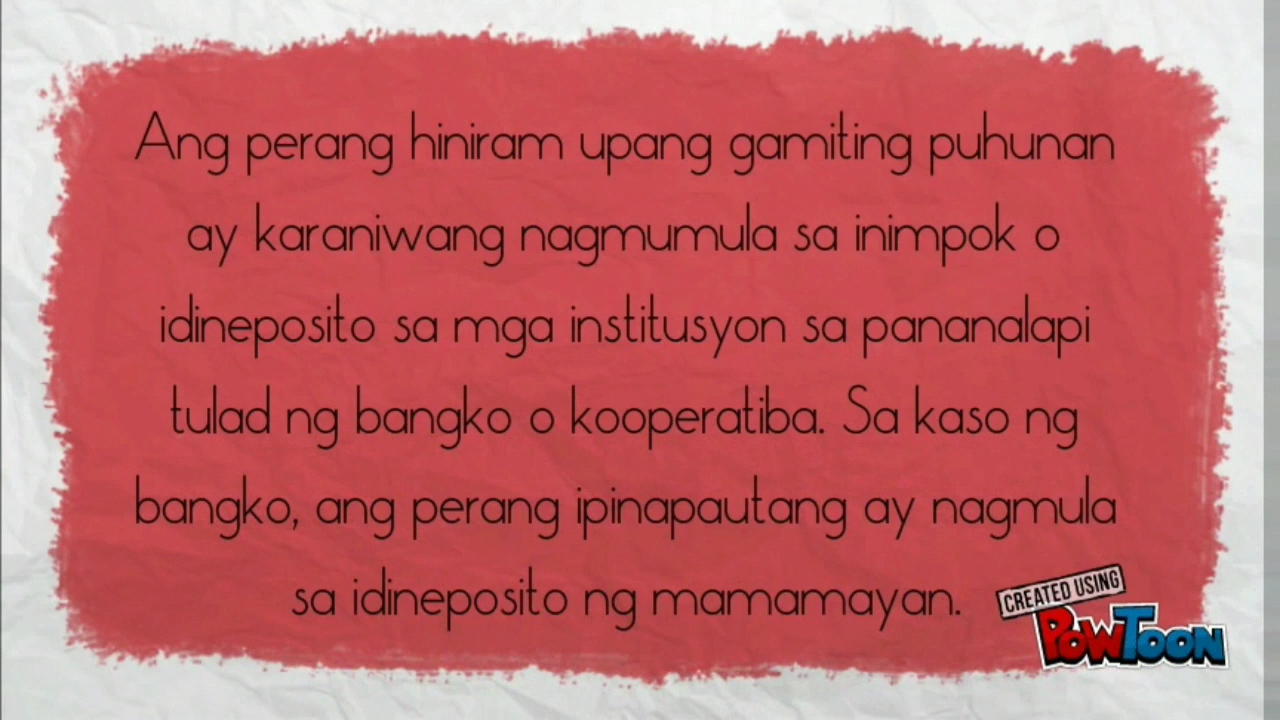 Ang perang hiniram upang gamiting puhunan
ay karaniwang nagmumula sa inimpok o
idineposito sa mga institusyon sa pananalapi
tulad ng bangko o kooperatiba. Sa kaso ng
bangko, ang perang ipinapautang ay nagmula
sa idineposito ng mamamayan.
CREATED USING
POWTOON